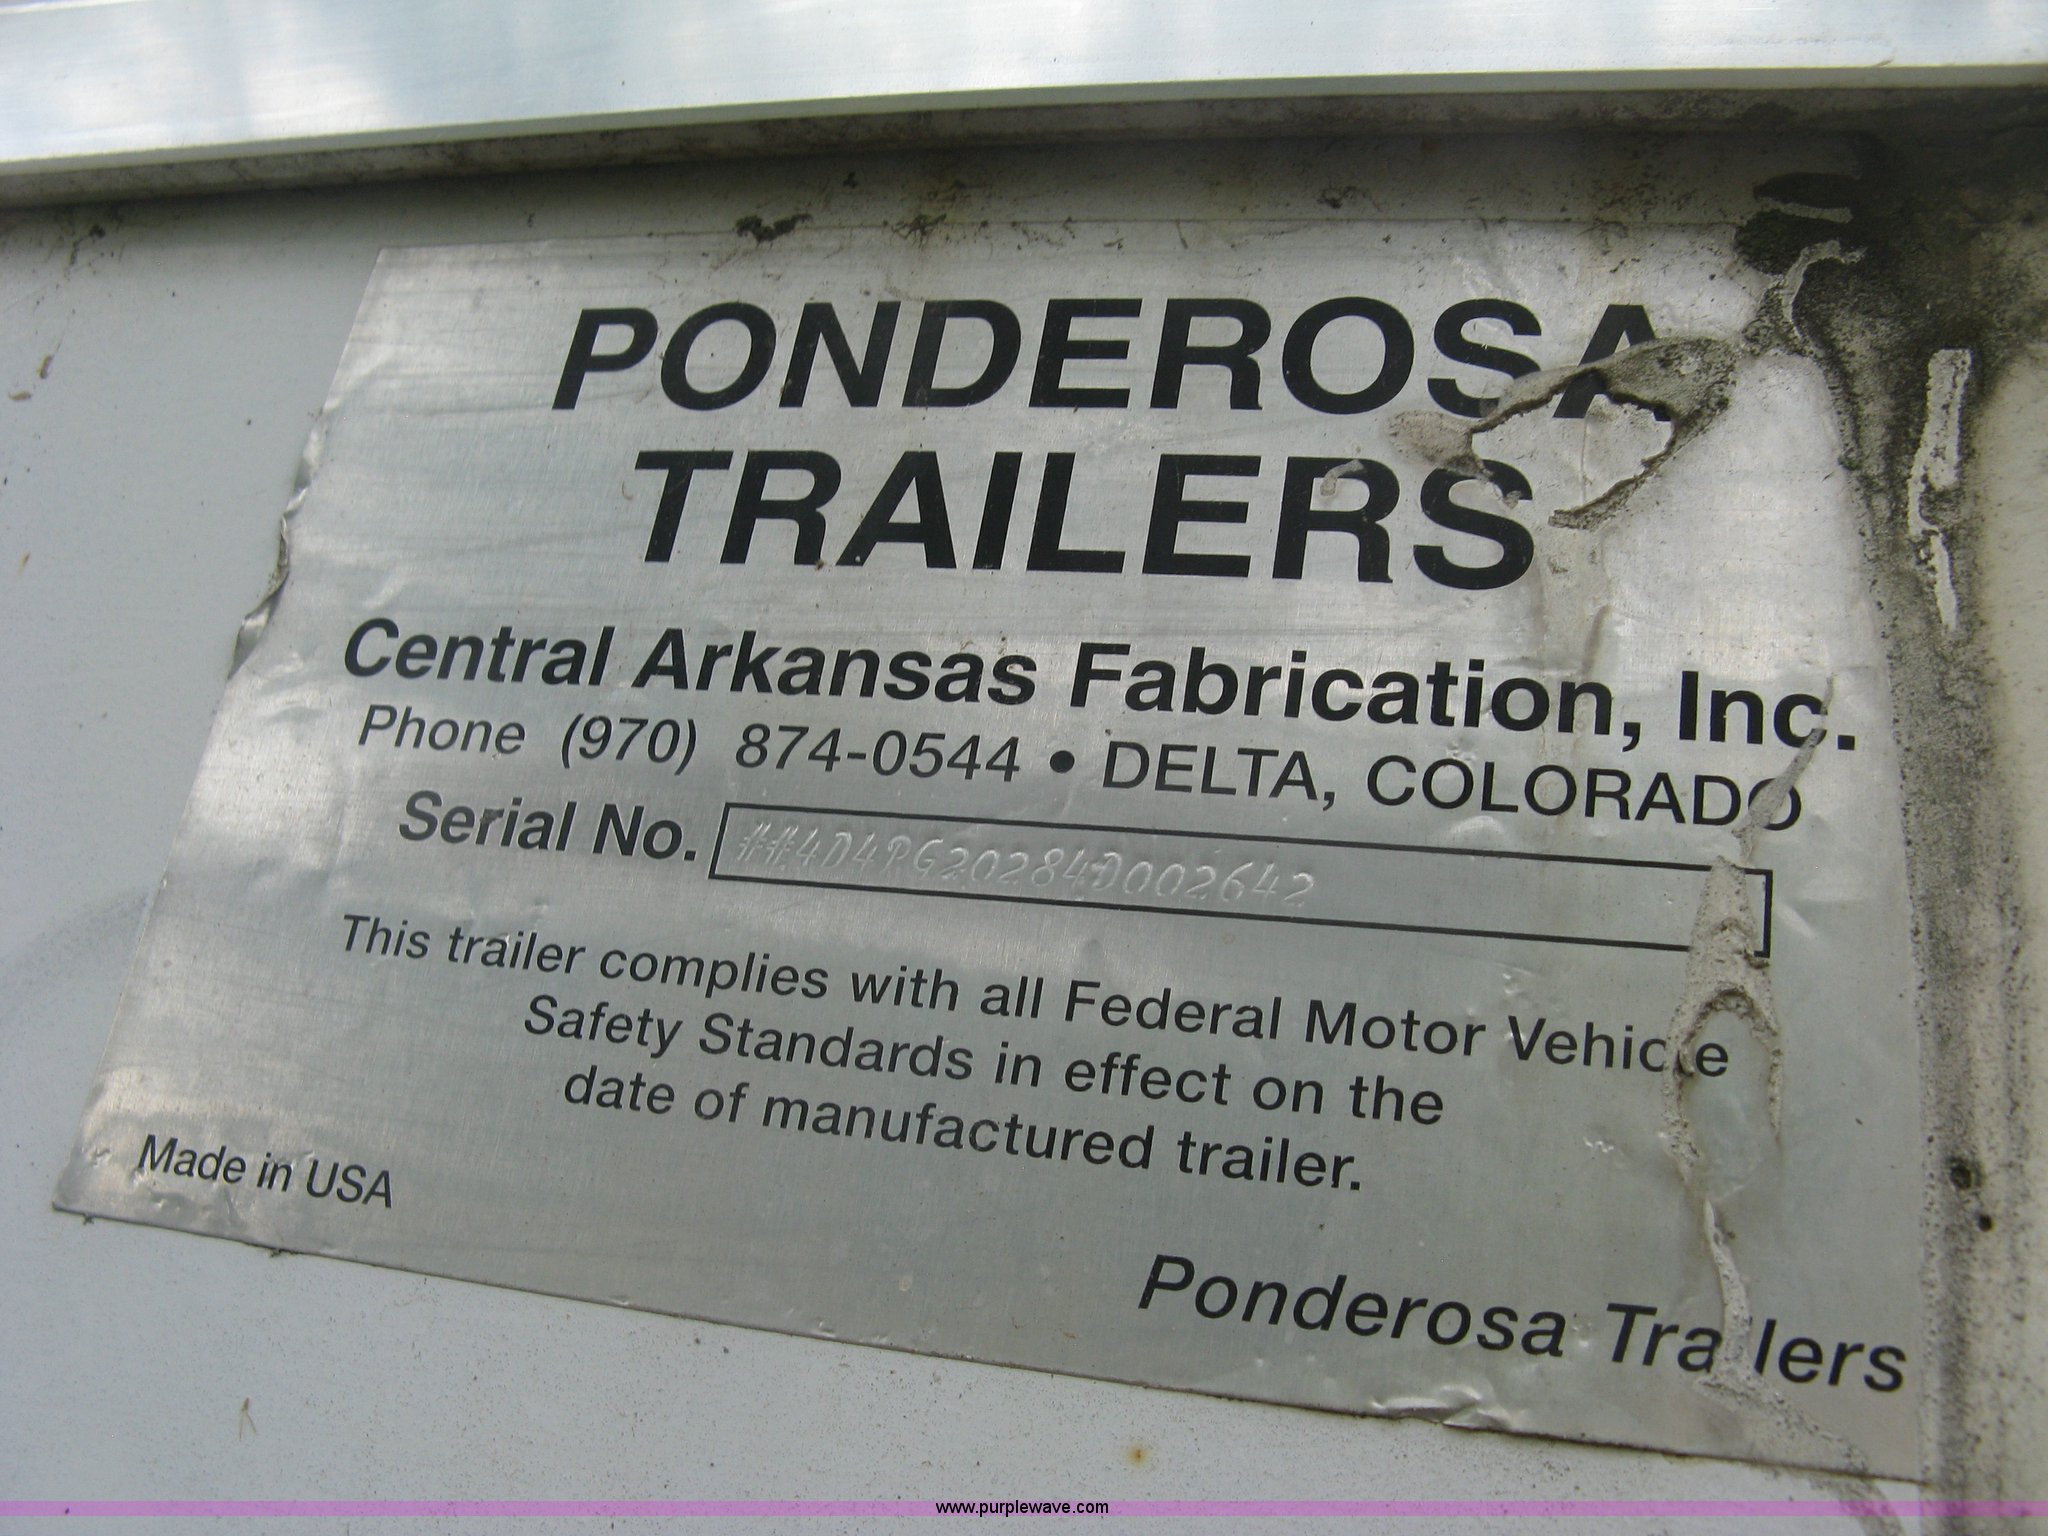 PONDEROSA
TRAILERS
Central Arkansas Fabrication, Inc.
Phone (970) 874-0544 • DELTA, COLORADO
Serial No. ##4D4PG20284D002642
This trailer complies with all Federal Motor Vehicle
Safety Standards in effect on the
date of manufactured trailer.
Made in USA
Ponderosa Trailers
www.purplewave.com